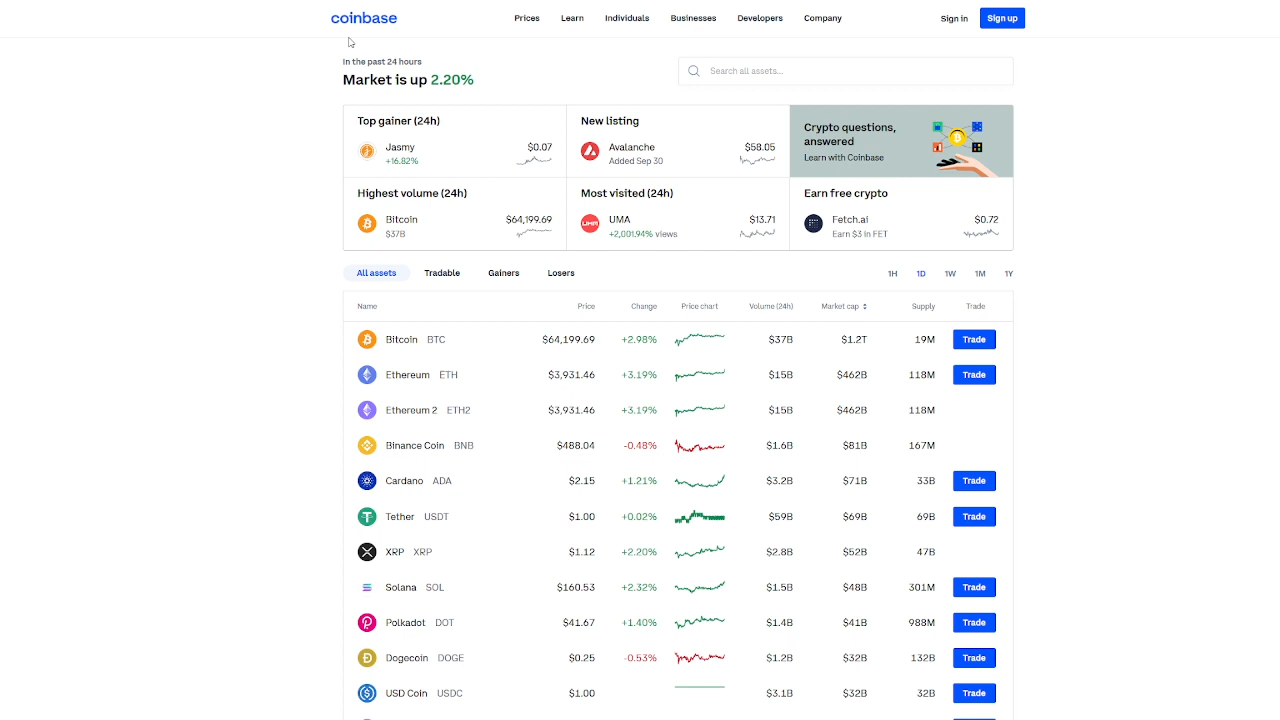 coinbase Prices Learn Individuals Businesses Developers Company Sign in Sign up
In the past 24 hours
Market is up 2.20%
Search all assets...
Top gainer (24h)
Jasmy $0.07
+16.82%
New listing
Avalanche $58.05
Added Sep 30
Crypto questions,
answered
Learn with Coinbase
Highest volume (24h)
Bitcoin $64,199.69
$37B
Most visited (24h)
UMA $13.71
+2,001.94% views
Earn free crypto
Fetch.ai $0.72
Earn $3 in FET
All assets Tradable Gainers Losers 1H 1D 1W 1M 1Y
Name Price Change Price chart Volume (24h) Market cap Supply Trade
Bitcoin BTC $64,199.69 +2.98% $37B $1.2T 19M Trade
Ethereum ETH $3,931.46 +3.19% $15B $462B 118M Trade
Ethereum 2 ETH2 $3,931.46 +3.19% $15B $462B 118M
Binance Coin BNB $488.04 -0.48% $1.6B $81B 167M
Cardano ADA $2.15 +1.21% $3.2B $71B 33B Trade
Tether USDT $1.00 +0.02% $59B $69B 69B Trade
XRP XRP $1.12 +2.20% $2.8B $52B 47B
Solana SOL $160.53 +2.32% $1.5B $48B 301M Trade
Polkadot DOT $41.67 +1.40% $1.4B $41B 988M Trade
Dogecoin DOGE $0.25 -0.53% $1.2B $32B 132B Trade
USD Coin USDC $1.00 $3.1B $32B 32B Trade